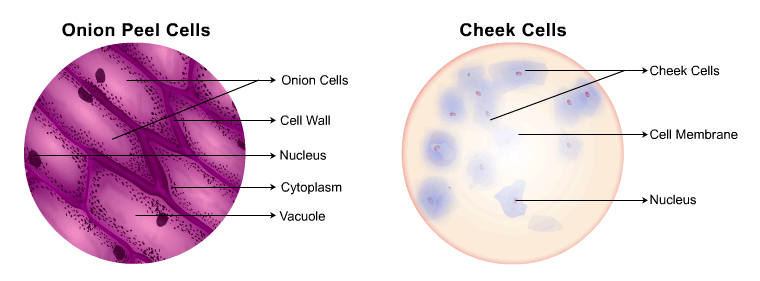 Onion Peel Cells
Onion Cells
Cell Wall
Nucleus
Cytoplasm
Vacuole
Cheek Cells
Cheek Cells
Cell Membrane
Nucleus